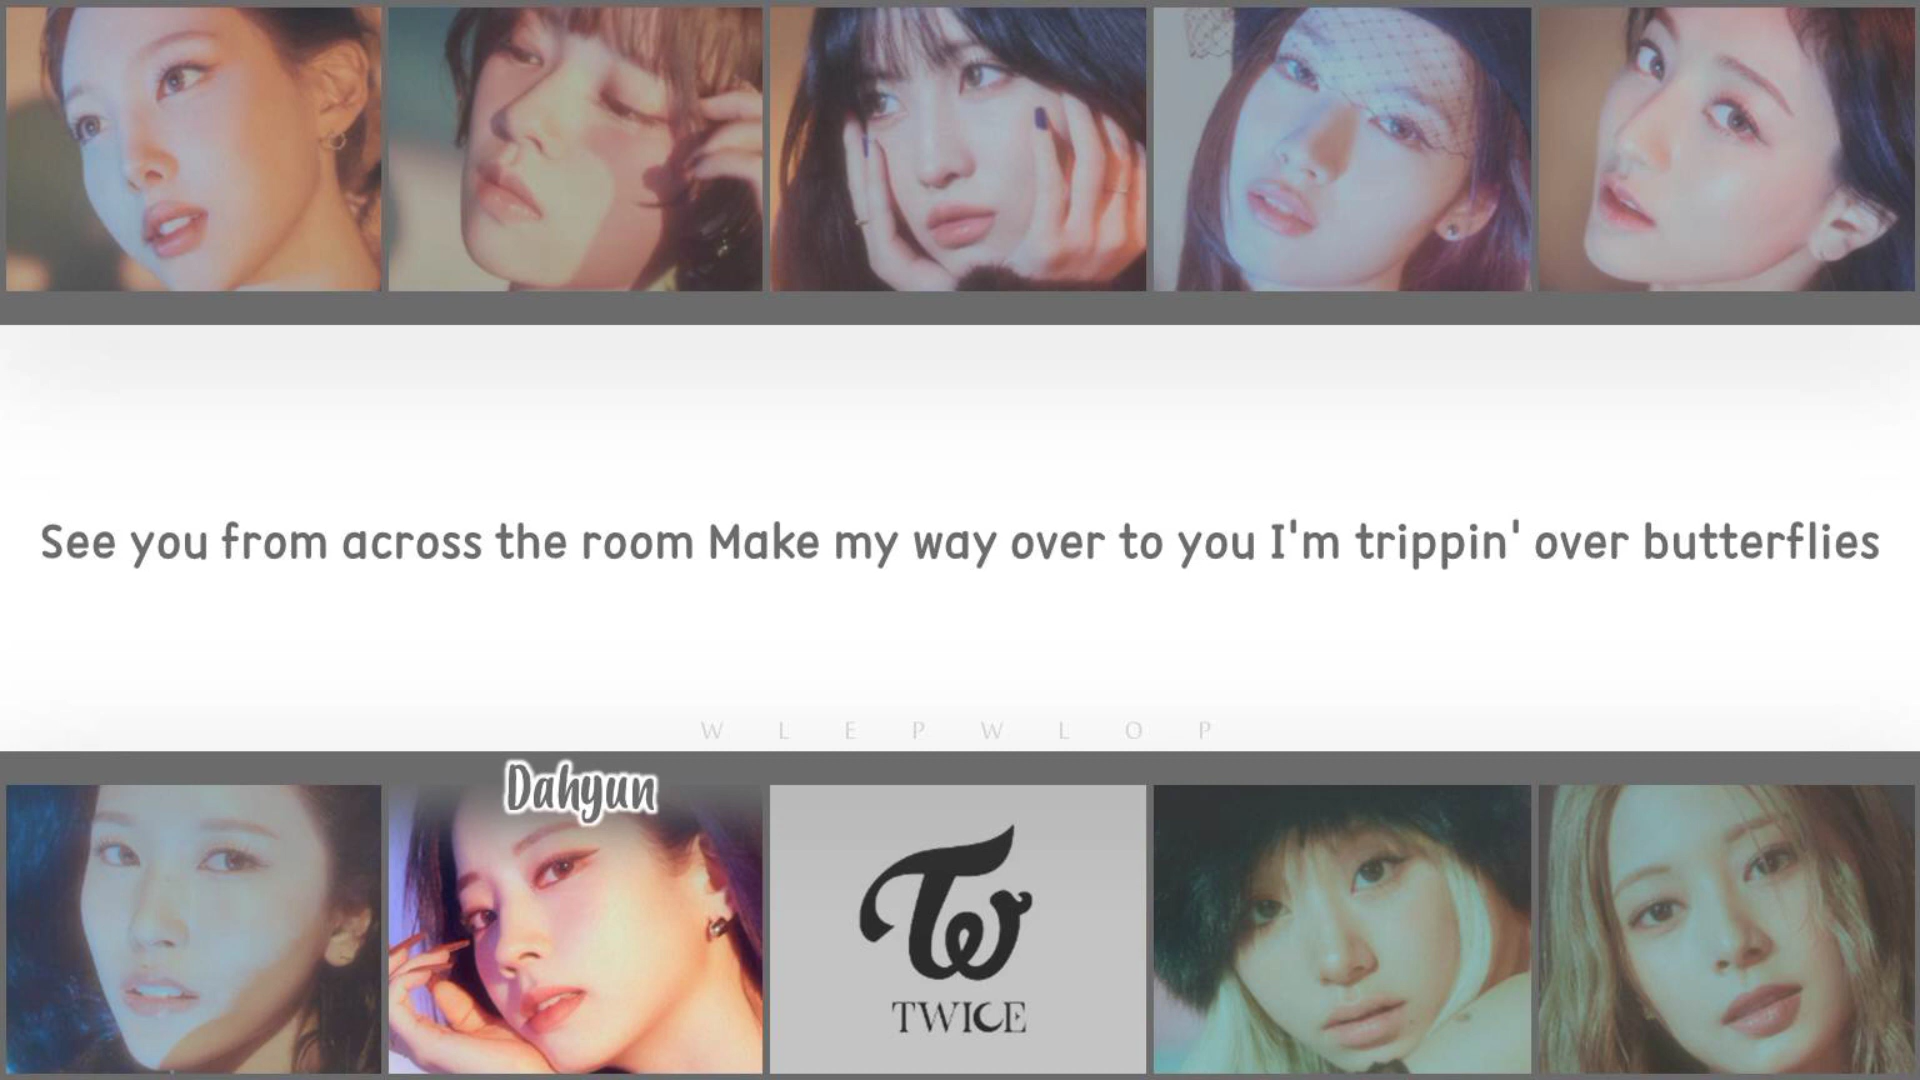 See you from across the room Make my way over to you I'm trippin' over butterflies
W L E P W L O P
Dahyun
TWICE